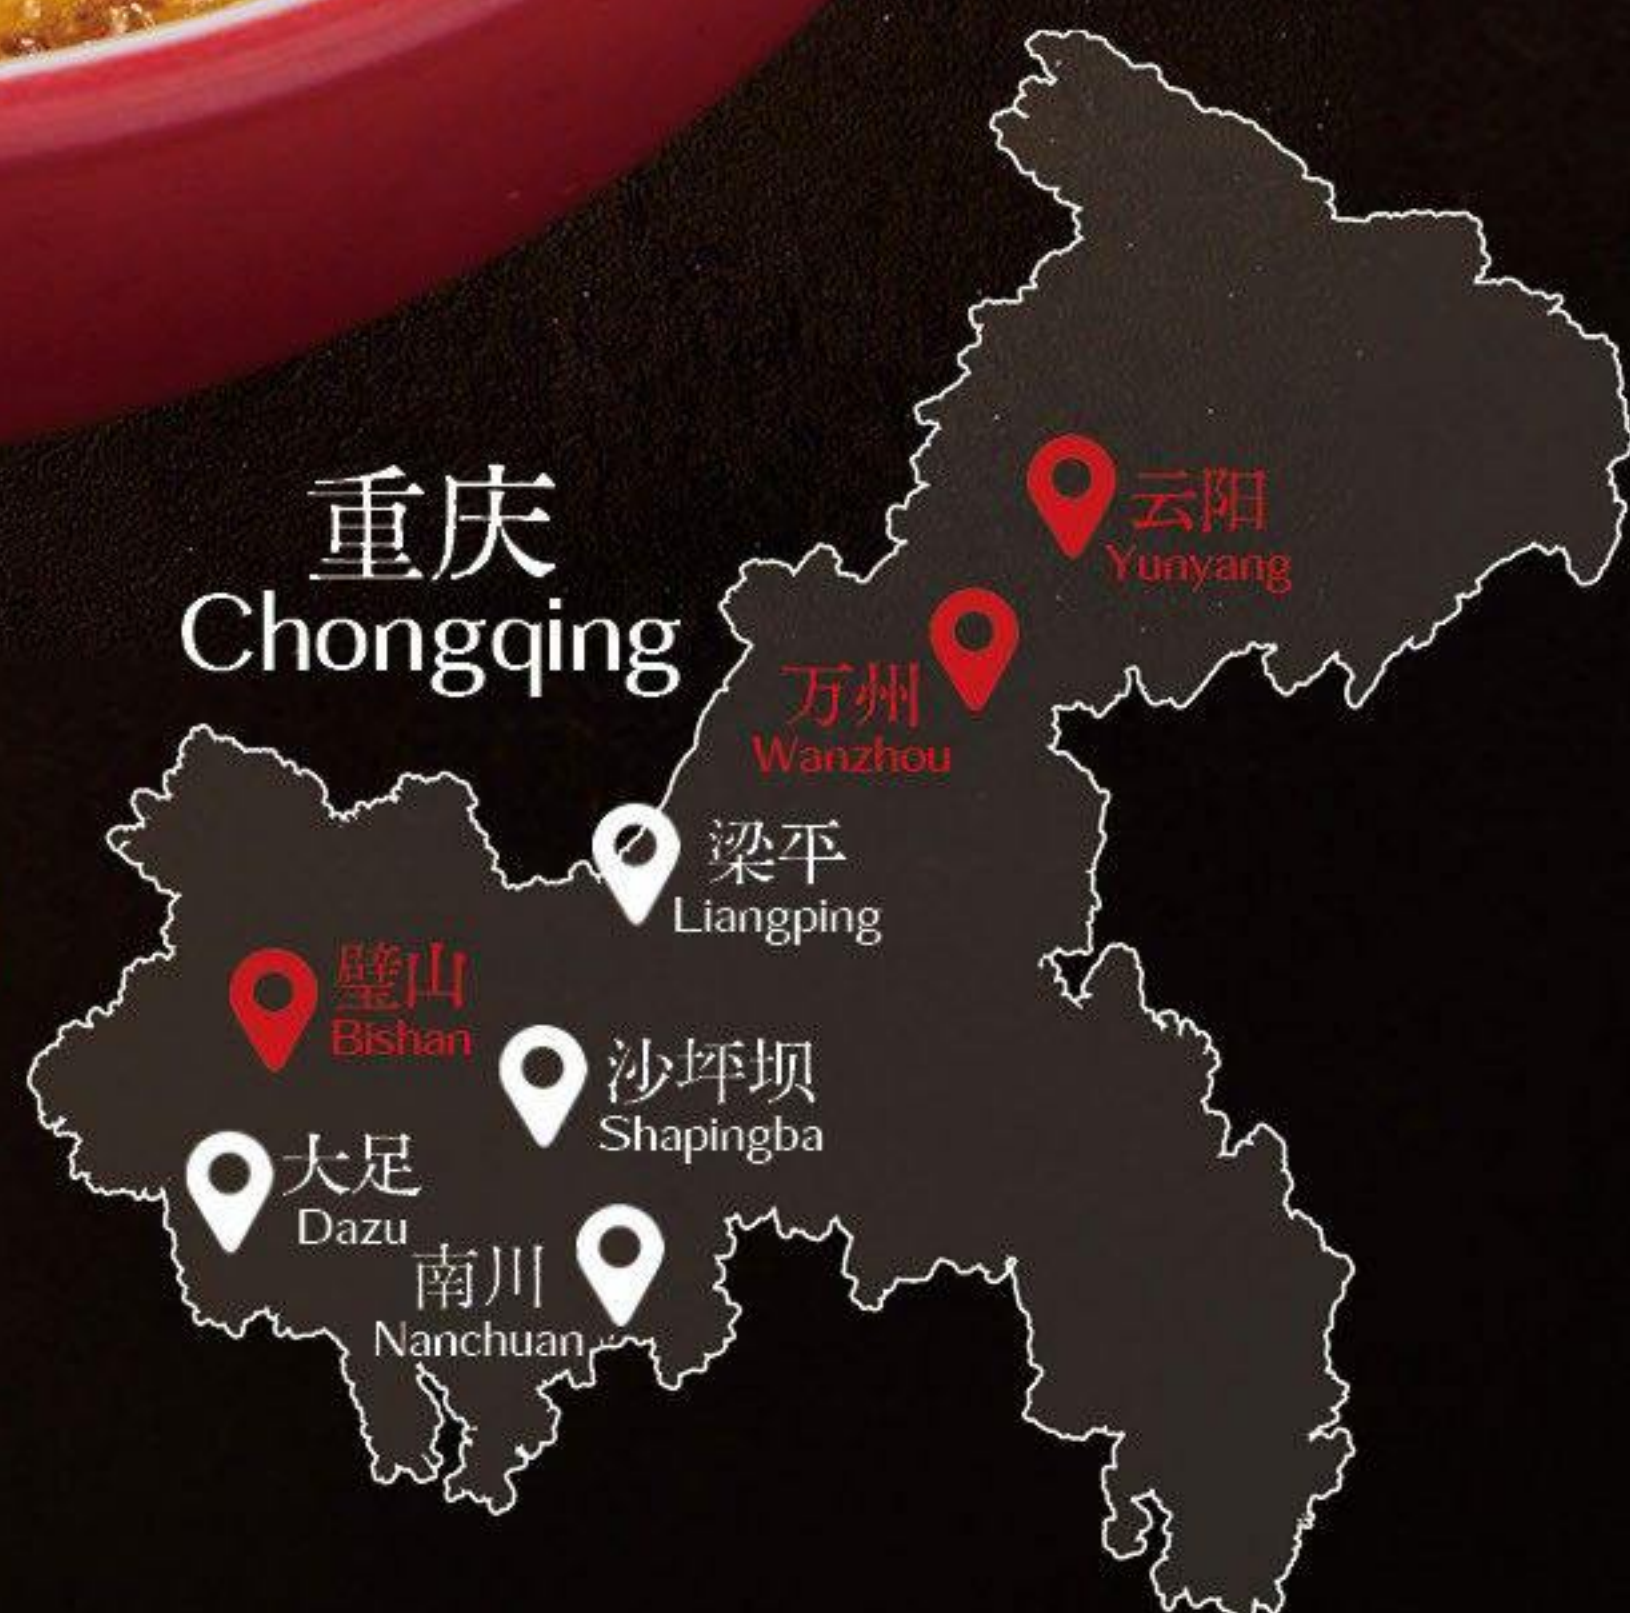 云阳
Yunyang
重庆
Chongqing
万州
Wanzhou
梁平
Liangping
璧山
Bishan
沙坪坝
Shapingba
大足
Dazu
南川
Nanchuan